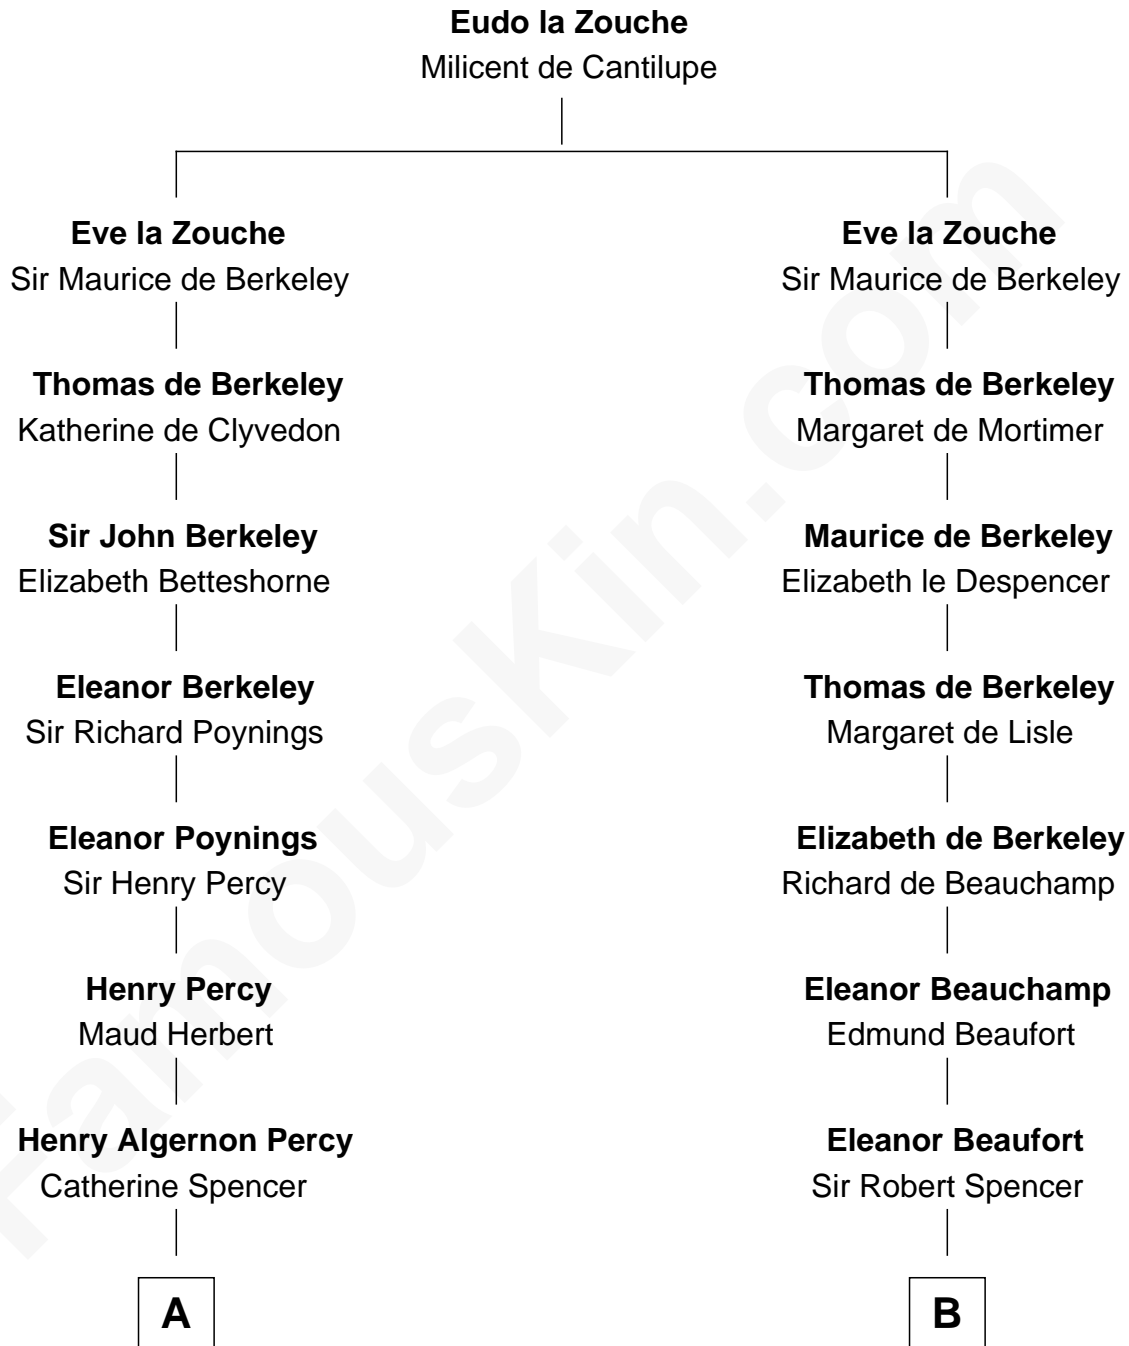 Eudo la Zouche
Milicent de Cantilupe
Eve la Zouche
Sir Maurice de Berkeley
Thomas de Berkeley
Katherine de Clyvedon
Sir John Berkeley
Elizabeth Betteshorne
Eleanor Berkeley
Sir Richard Poynings
Eleanor Poynings
Sir Henry Percy
Henry Percy
Maud Herbert
Henry Algernon Percy
Catherine Spencer
A
Eve la Zouche
Sir Maurice de Berkeley
Thomas de Berkeley
Margaret de Mortimer
Maurice de Berkeley
Elizabeth le Despencer
Thomas de Berkeley
Margaret de Lisle
Elizabeth de Berkeley
Richard de Beauchamp
Eleanor Beauchamp
Edmund Beaufort
Eleanor Beaufort
Sir Robert Spencer
B
FamousKin.com